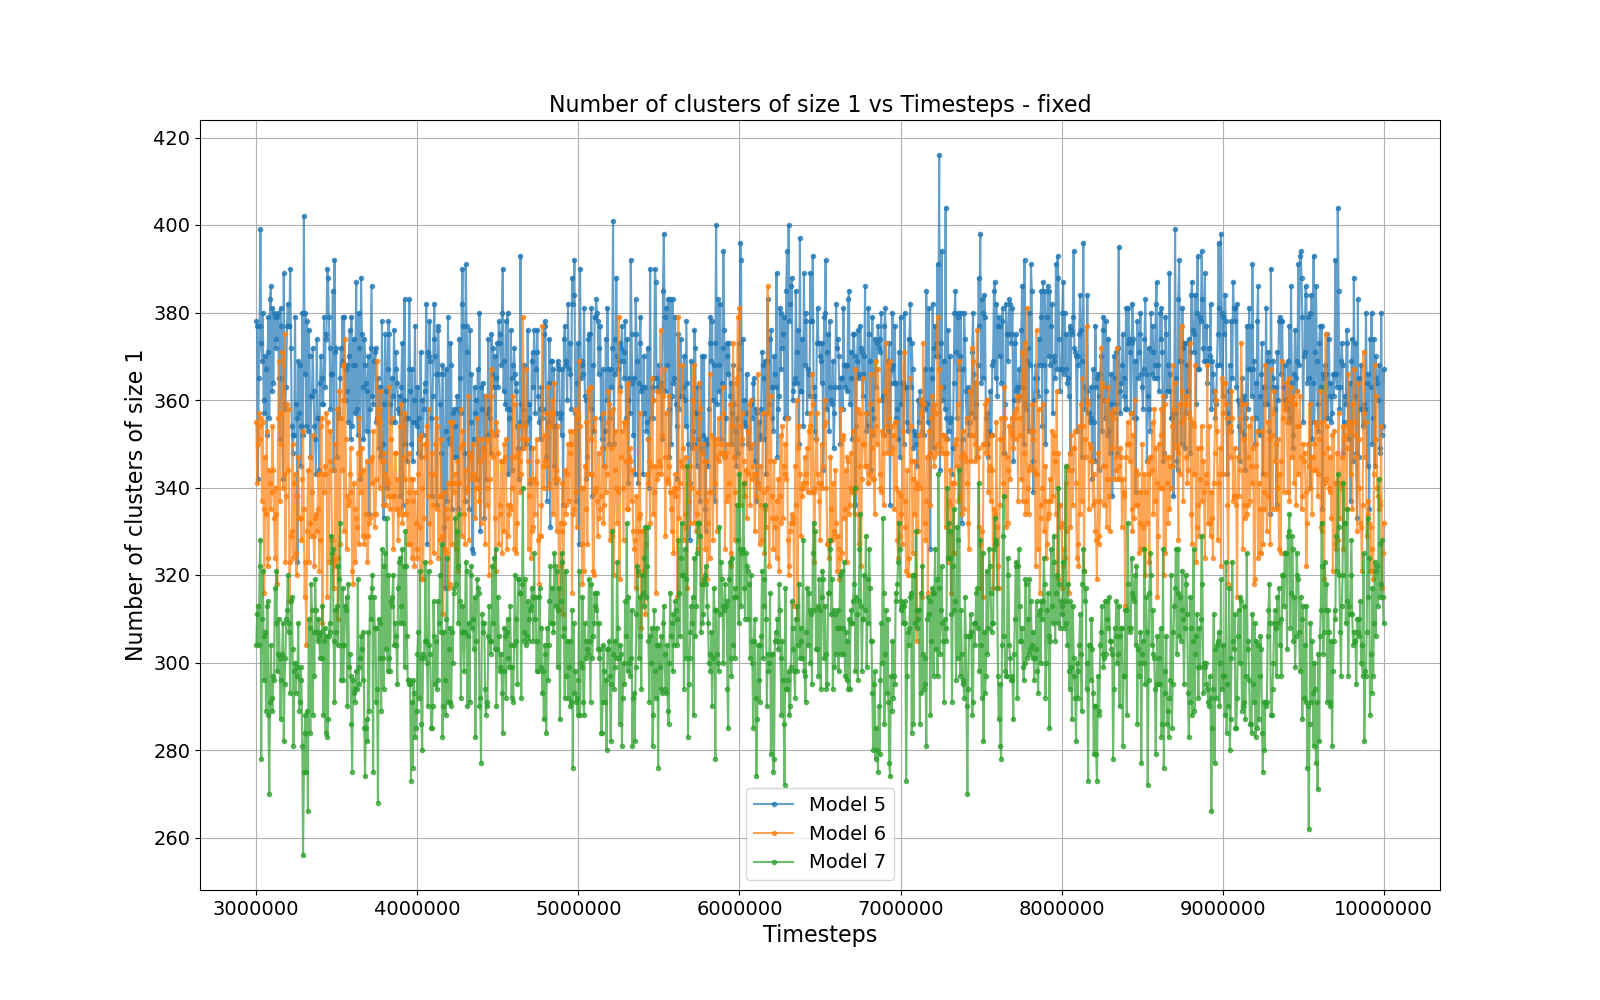 Number of clusters of size 1 vs Timesteps - fixed
Number of clusters of size 1
420
400
380
360
340
320
300
280
260
Model 5
Model 6
Model 7
3000000 4000000 5000000 6000000 7000000 8000000 9000000 10000000
Timesteps